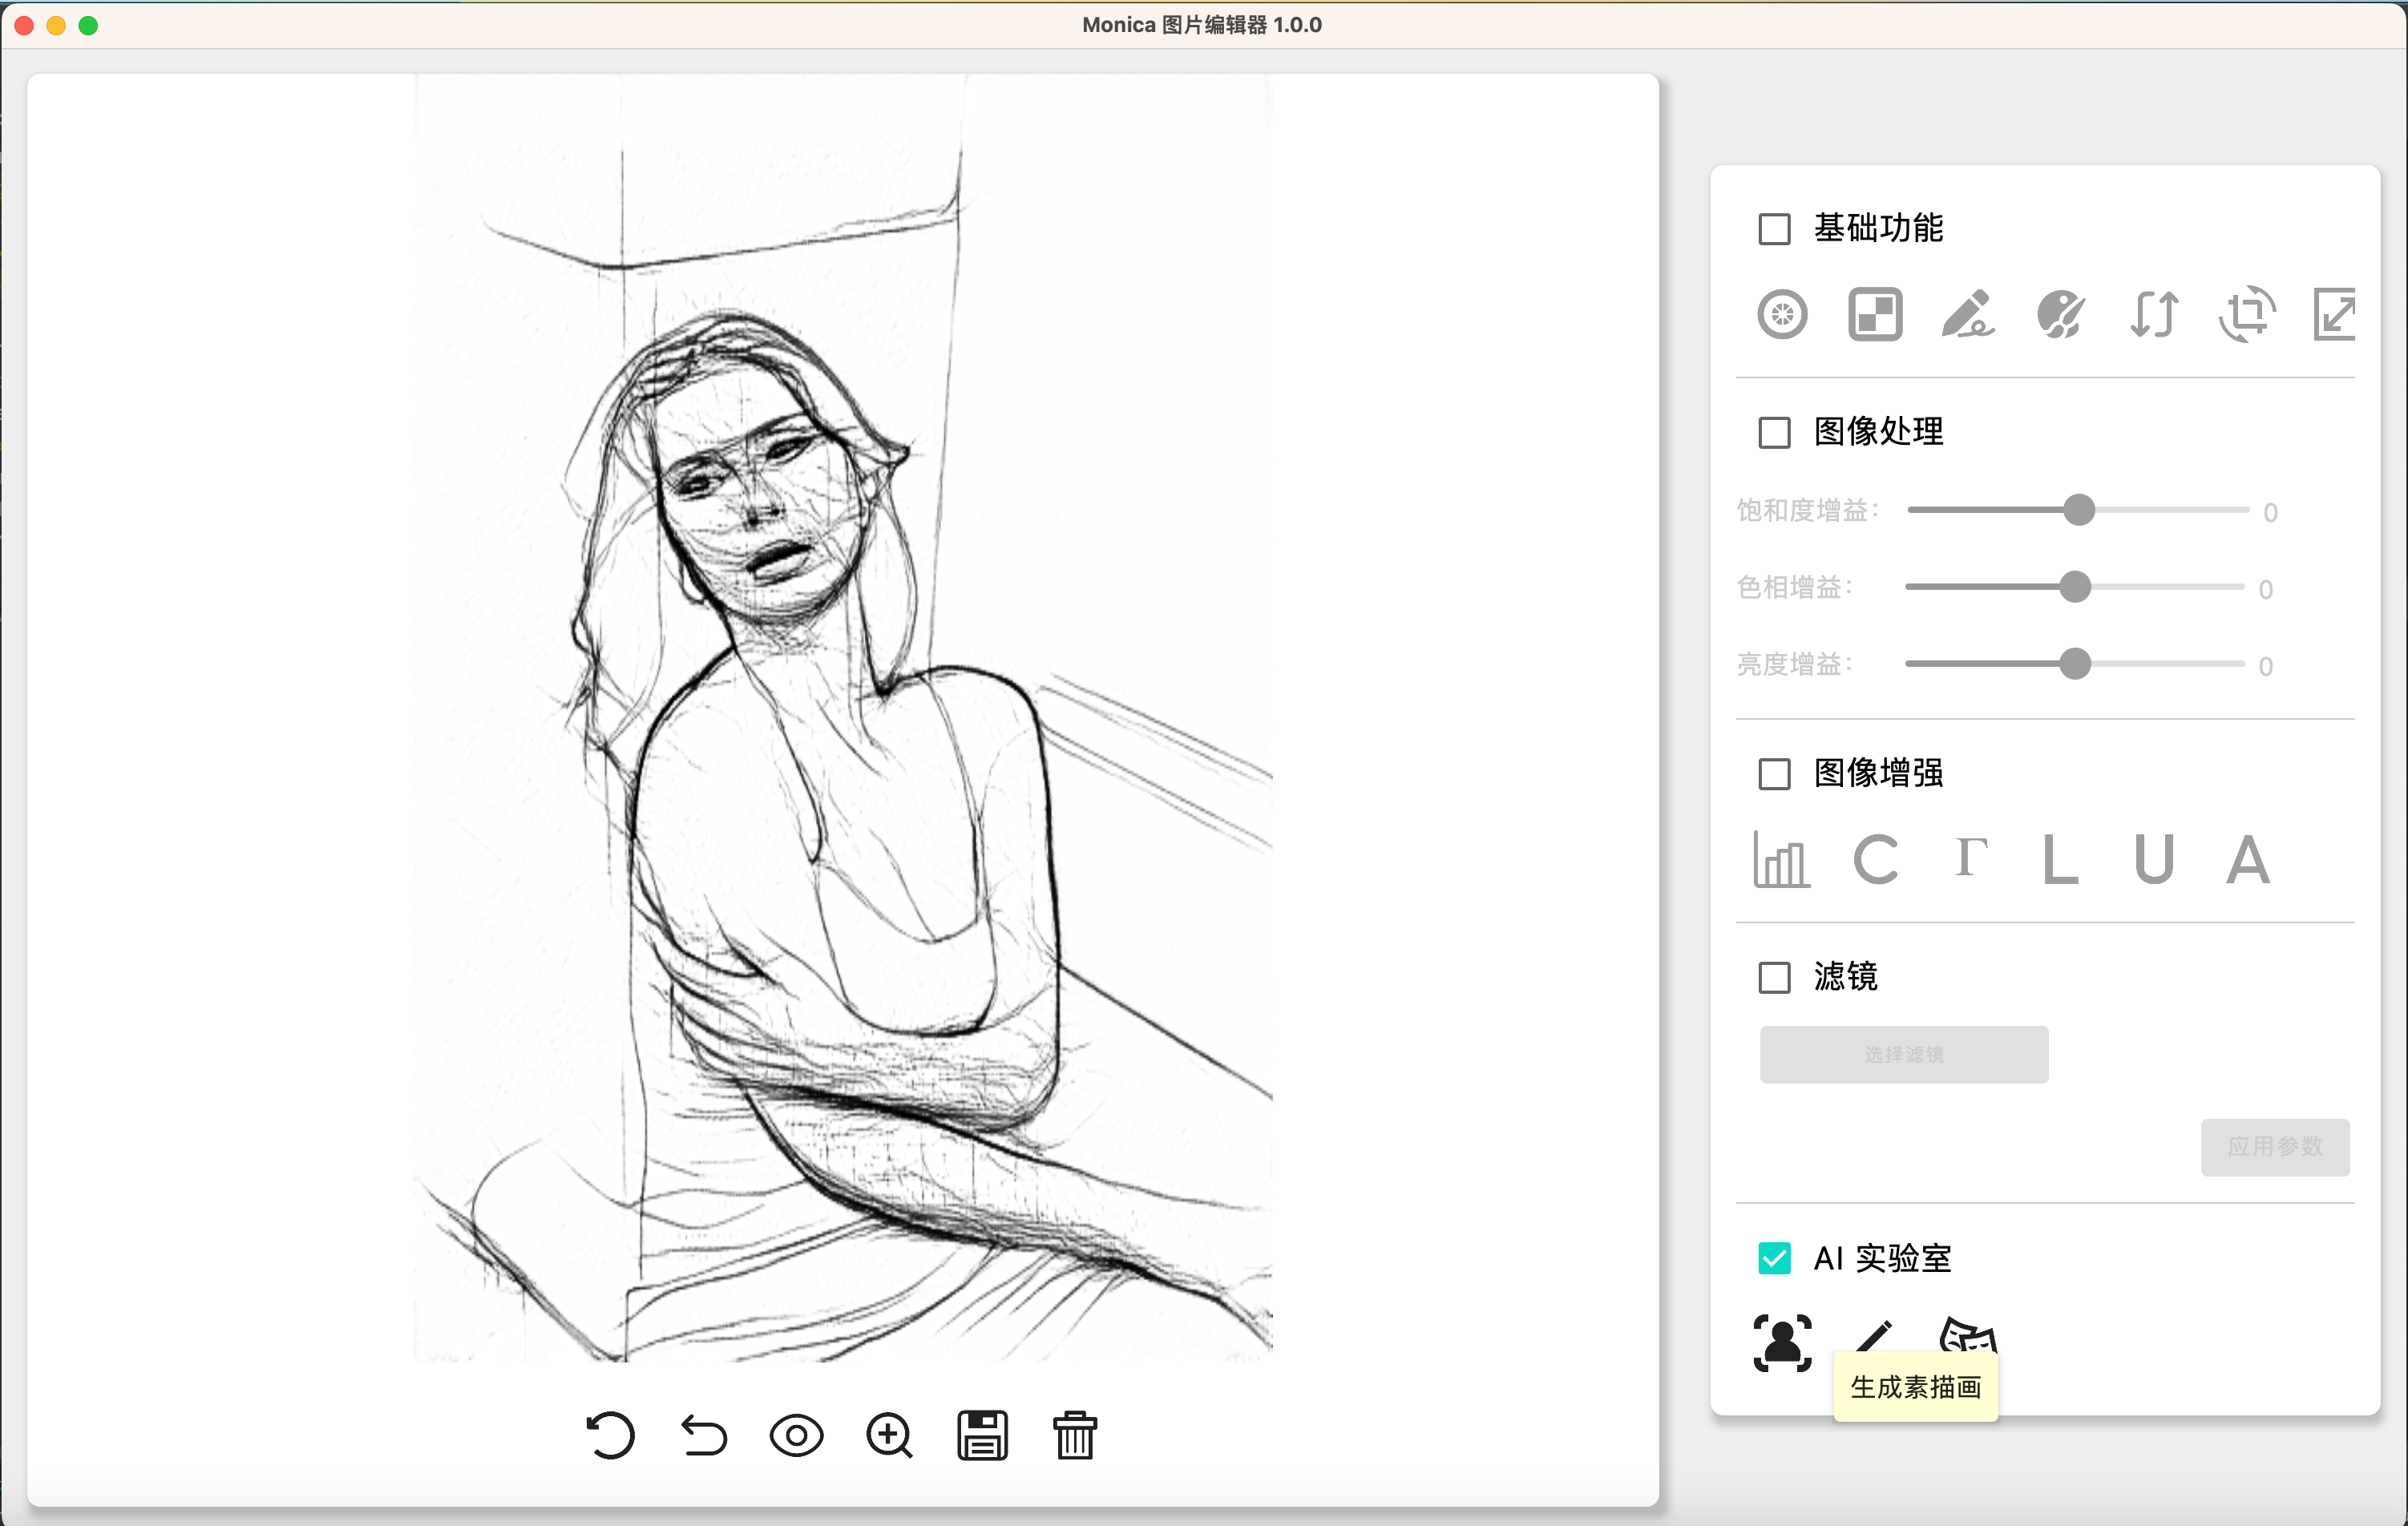 Monica 图片编辑器 1.0.0
基础功能
图像处理
饱和度增益： 0
色相增益： 0
亮度增益： 0
图像增强
C Γ L U A
滤镜
选择滤镜
应用参数
AI 实验室
生成素描画